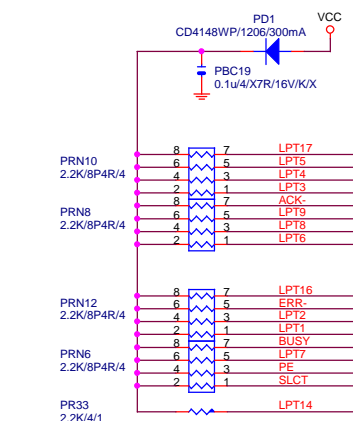 PD1
VCC
CD4148WP/1206/300mA
PBC19
0.1u/4/X7R/16V/K/X
PRN10
2.2K/8P4R/4
8 7 LPT17
6 5 LPT5
4 3 LPT4
2 1 LPT3
PRN8
2.2K/8P4R/4
8 7 ACK-
6 5 LPT9
4 3 LPT8
2 1 LPT6
PRN12
2.2K/8P4R/4
8 7 LPT16
6 5 ERR-
4 3 LPT2
2 1 LPT1
PRN6
2.2K/8P4R/4
8 7 BUSY
6 5 LPT7
4 3 PE
2 1 SLCT
PR33
2.2K/4/1
LPT14